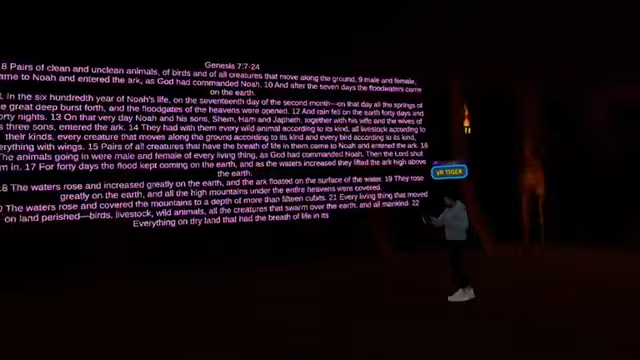 Genesis 7:7-24
8 Pairs of clean and unclean animals, of birds and of all creatures that move along the ground, 9 male and female,
came to Noah and entered the ark, as God had commanded Noah. 10 And after the seven days the floodwaters came
on the earth.
1 In the six hundredth year of Noah's life, on the seventeenth day of the second month—on that day all the springs of
the great deep burst forth, and the floodgates of the heavens were opened. 12 And rain fell on the earth forty days and
forty nights. 13 On that very day Noah and his sons, Shem, Ham and Japheth, together with his wife and the wives of
s three sons, entered the ark. 14 They had with them every wild animal according to its kind, all livestock according to
their kinds, every creature that moves along the ground according to its kind and every bird according to its kind,
erything with wings. 15 Pairs of all creatures that have the breath of life in them came to Noah and entered the ark. 16
The animals going in were male and female of every living thing, as God had commanded Noah. Then the Lord shut
m in. 17 For forty days the flood kept coming on the earth, and as the waters increased they lifted the ark high above
the earth.
18 The waters rose and increased greatly on the earth, and the ark floated on the surface of the water. 19 They rose
greatly on the earth, and all the high mountains under the entire heavens were covered.
0 The waters rose and covered the mountains to a depth of more than fifteen cubits. 21 Every living thing that moved
on land perished—birds, livestock, wild animals, all the creatures that swarm over the earth, and all mankind. 22
Everything on dry land that had the breath of life in its
VR TIGER